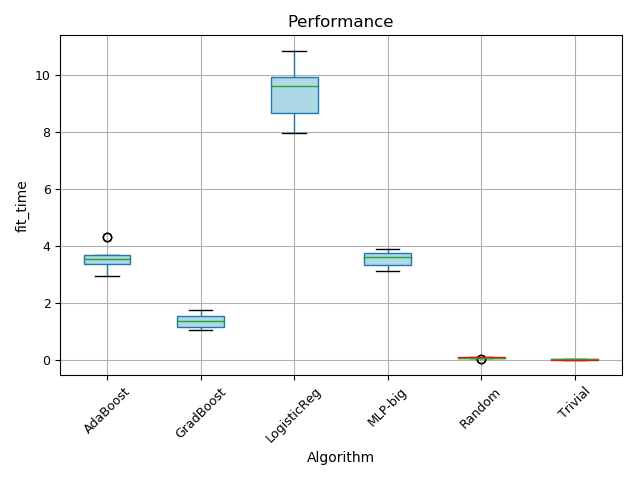 Performance
fit_time
10
8
6
4
2
0
AdaBoost
GradBoost
LogisticReg
MLP-big
Random
Trivial
Algorithm